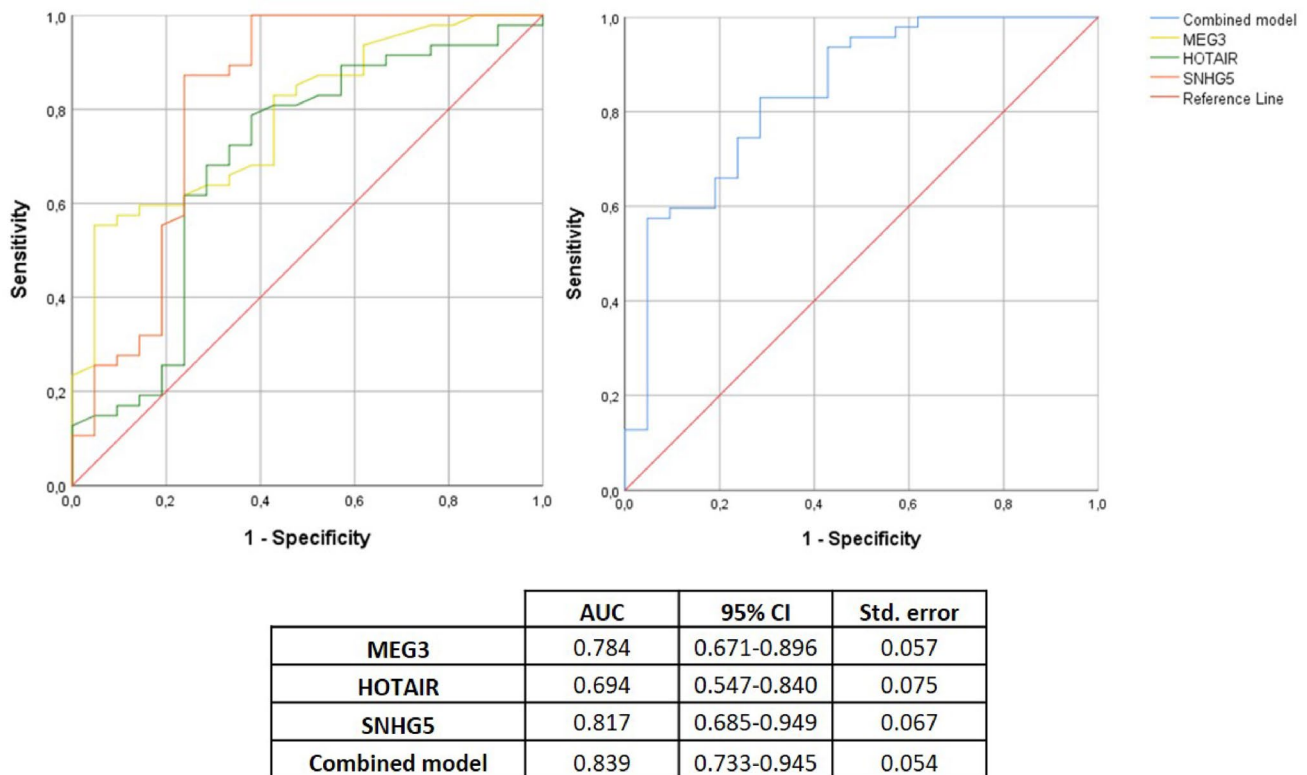 1,0
0,8
0,6
0,4
0,2
0,0
Sensitivity
0,0 0,2 0,4 0,6 0,8 1,0
1 - Specificity
1,0
0,8
0,6
0,4
0,2
0,0
Sensitivity
0,0 0,2 0,4 0,6 0,8 1,0
1 - Specificity
Combined model
MEG3
HOTAIR
SNHG5
Reference Line
AUC 95% CI Std. error
MEG3 0.784 0.671-0.896 0.057
HOTAIR 0.694 0.547-0.840 0.075
SNHG5 0.817 0.685-0.949 0.067
Combined model 0.839 0.733-0.945 0.054